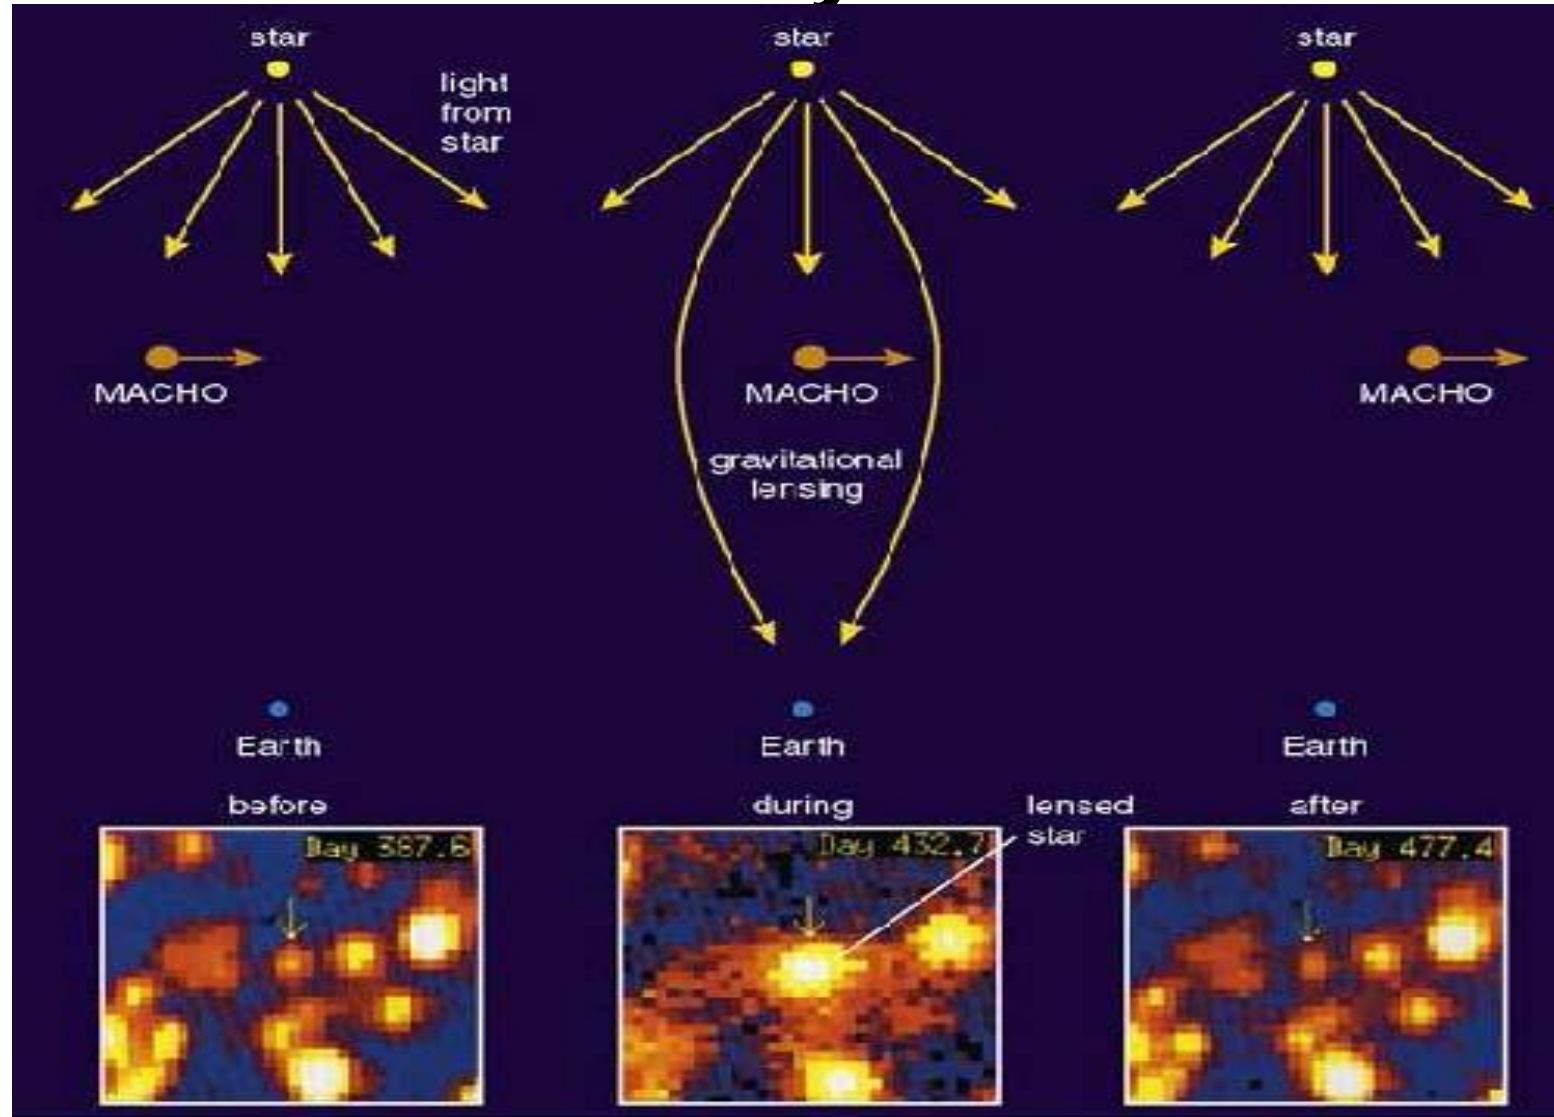 star
star
star
light
from
star
MACHO
MACHO
MACHO
gravitational
lensing
Earth
Earth
Earth
before
during
lensed
star
after
Day 387.6
Day 432.7
Day 477.4